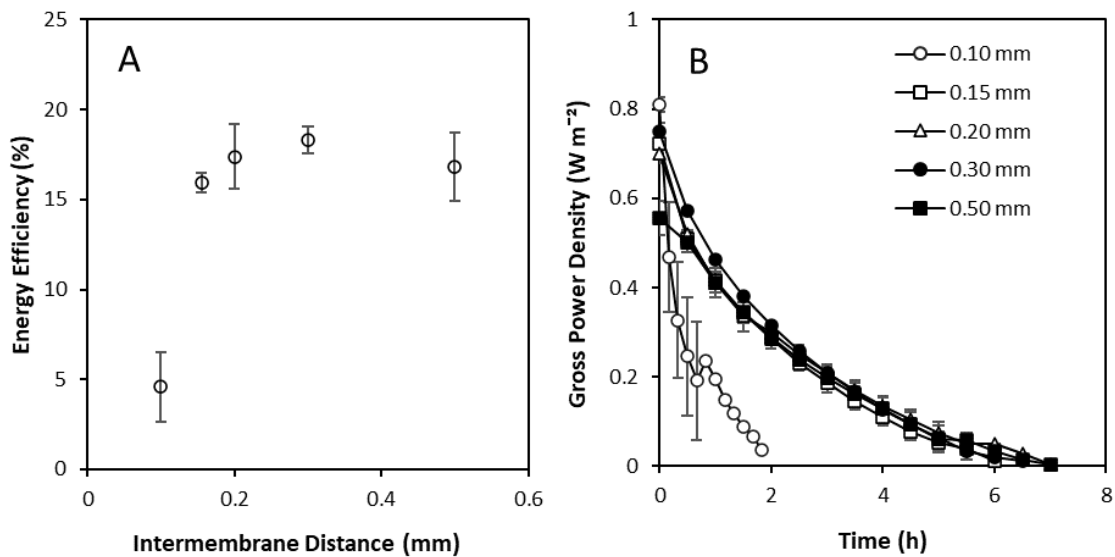 A
25
20
15
10
5
0
0
0.2
0.4
0.6
Energy Efficiency (%)
Intermembrane Distance (mm)
B
0.10 mm
0.15 mm
0.20 mm
0.30 mm
0.50 mm
1
0.8
0.6
0.4
0.2
0
0
2
4
6
8
Gross Power Density (W m⁻²)
Time (h)